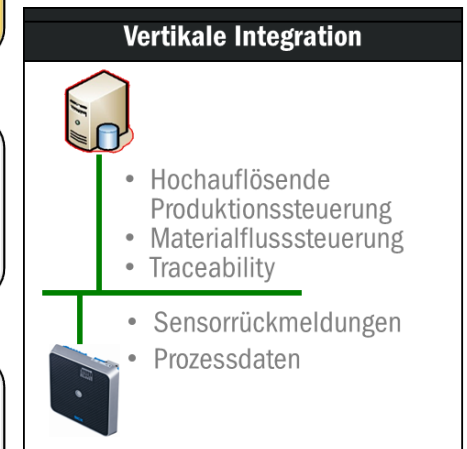 Vertikale Integration
• Hochauflösende
Produktionssteuerung
• Materialflusssteuerung
• Traceability
• Sensorrückmeldungen
• Prozessdaten